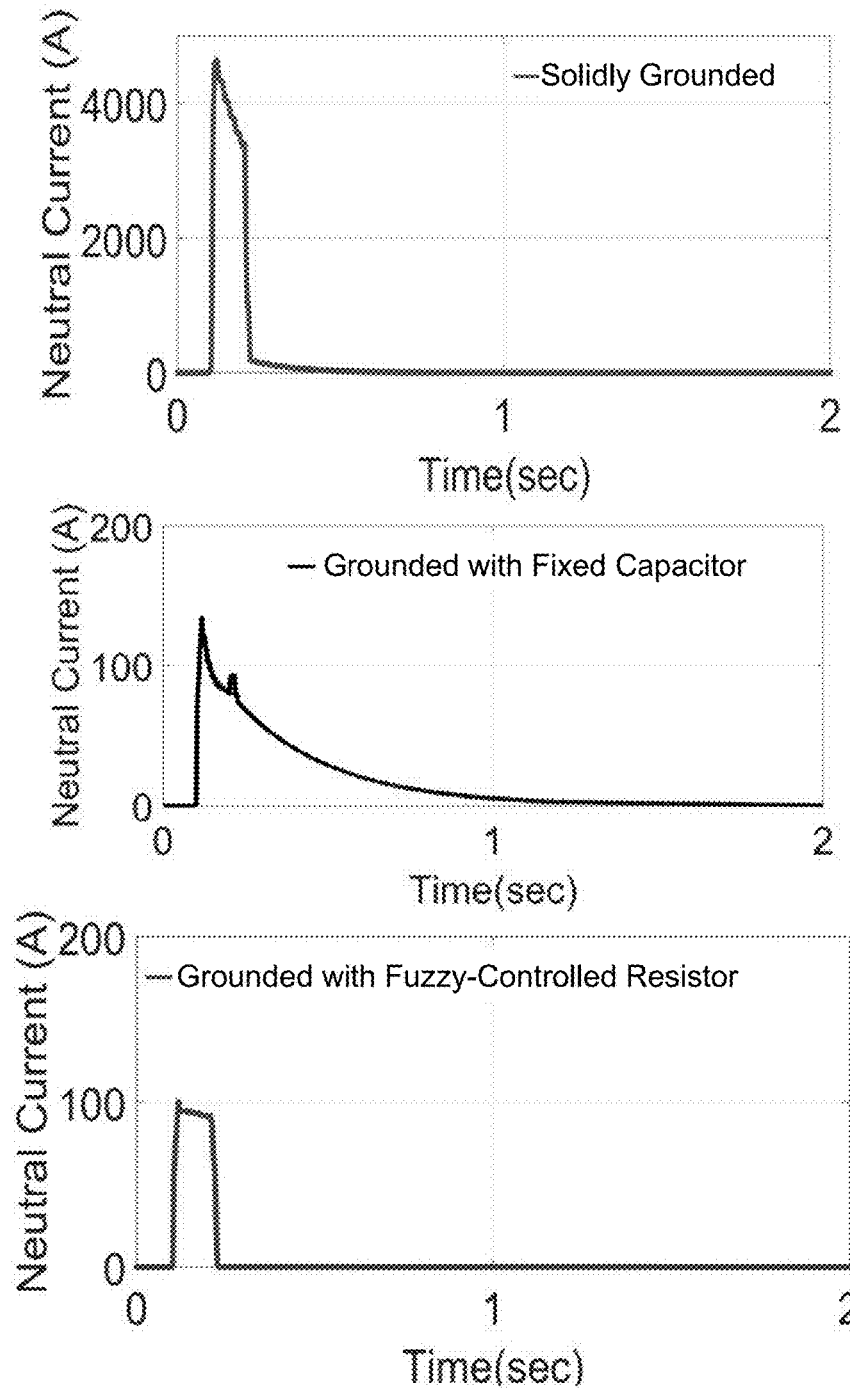 Neutral Current (A)
4000
2000
0
Solidly Grounded
0 1 2
Time(sec)
Neutral Current (A)
200
100
0
Grounded with Fixed Capacitor
0 1 2
Time(sec)
Neutral Current (A)
200
100
0
Grounded with Fuzzy-Controlled Resistor
0 1 2
Time(sec)